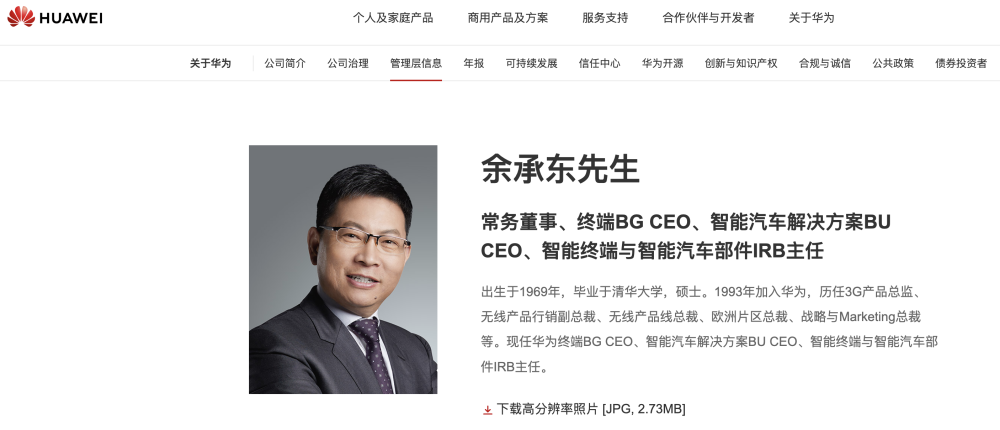 HUAWEI
个人及家庭产品 商用产品及方案 服务支持 合作伙伴与开发者 关于华为
关于华为 公司简介 公司治理 管理层信息 年报 可持续发展 信任中心 华为开源 创新与知识产权 合规与诚信 公共政策 债券投资者
余承东先生
常务董事、终端BG CEO、智能汽车解决方案BU
CEO、智能终端与智能汽车部件IRB主任
出生于1969年，毕业于清华大学，硕士。1993年加入华为，历任3G产品总监、
无线产品行销副总裁、无线产品线总裁、欧洲片区总裁、战略与Marketing总裁
等。现任华为终端BG CEO、智能汽车解决方案BU CEO、智能终端与智能汽车部
件IRB主任。
下载高分辨率照片 [JPG, 2.73MB]